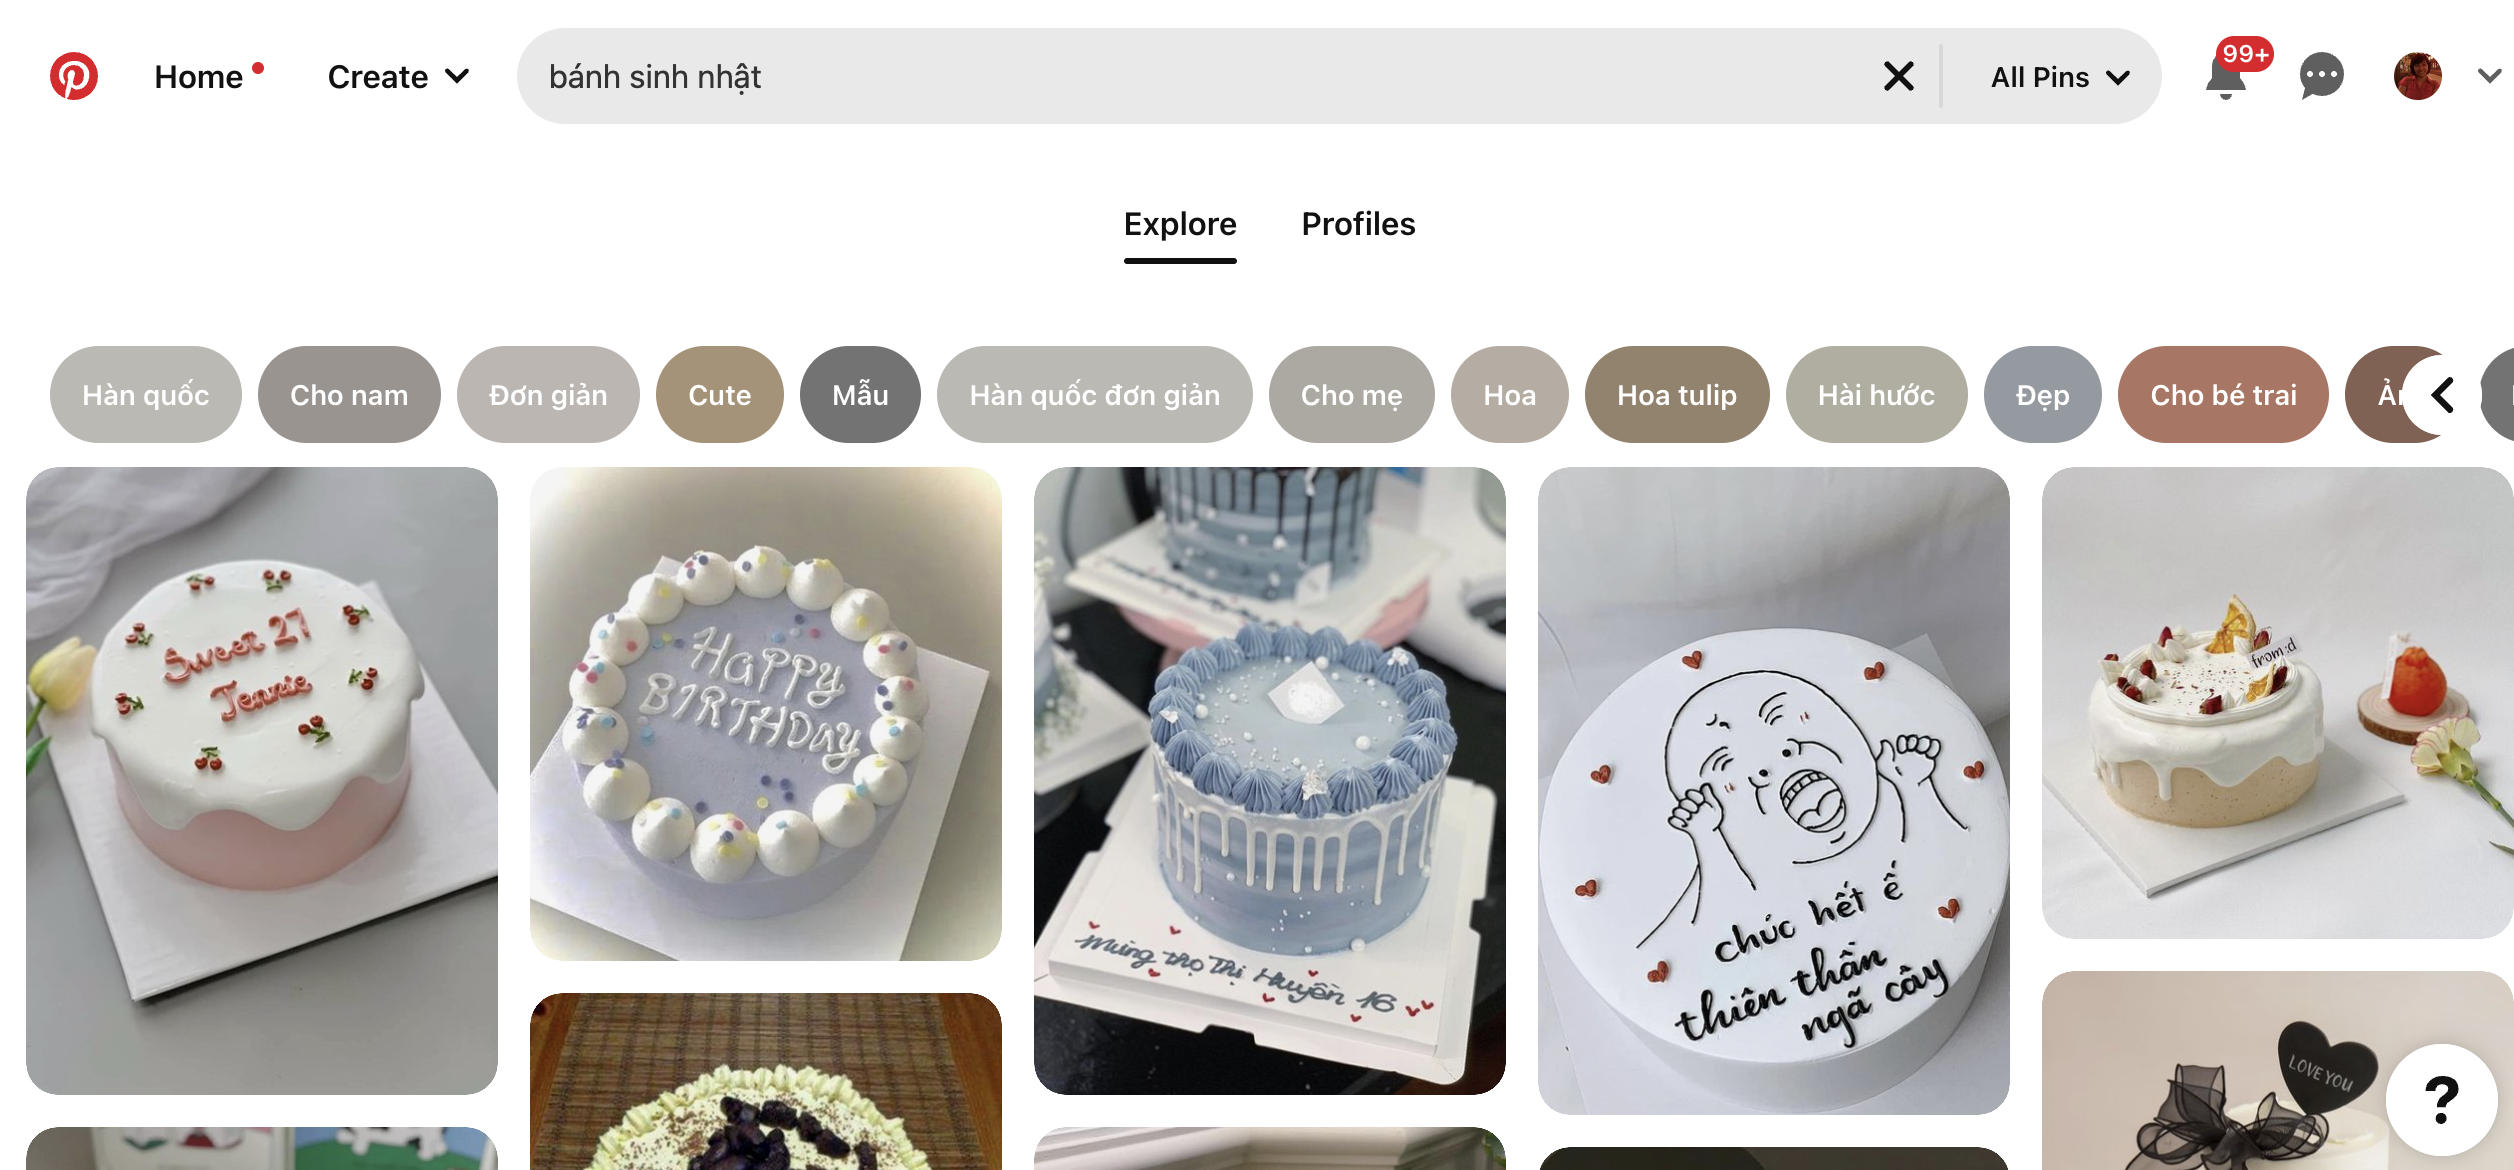 Home
Create
bánh sinh nhật
All Pins
99+
Explore
Profiles
Hàn quốc
Cho nam
Đơn giản
Cute
Mẫu
Hàn quốc đơn giản
Cho mẹ
Hoa
Hoa tulip
Hài hước
Đẹp
Cho bé trai
Sweet 27
Jennie
HAPPY
BIRTHDAY
Mừng thọ Thị Huyền 16
chúc hết ế
thiên thần
ngã cây
from:d
LOVE YOU
?